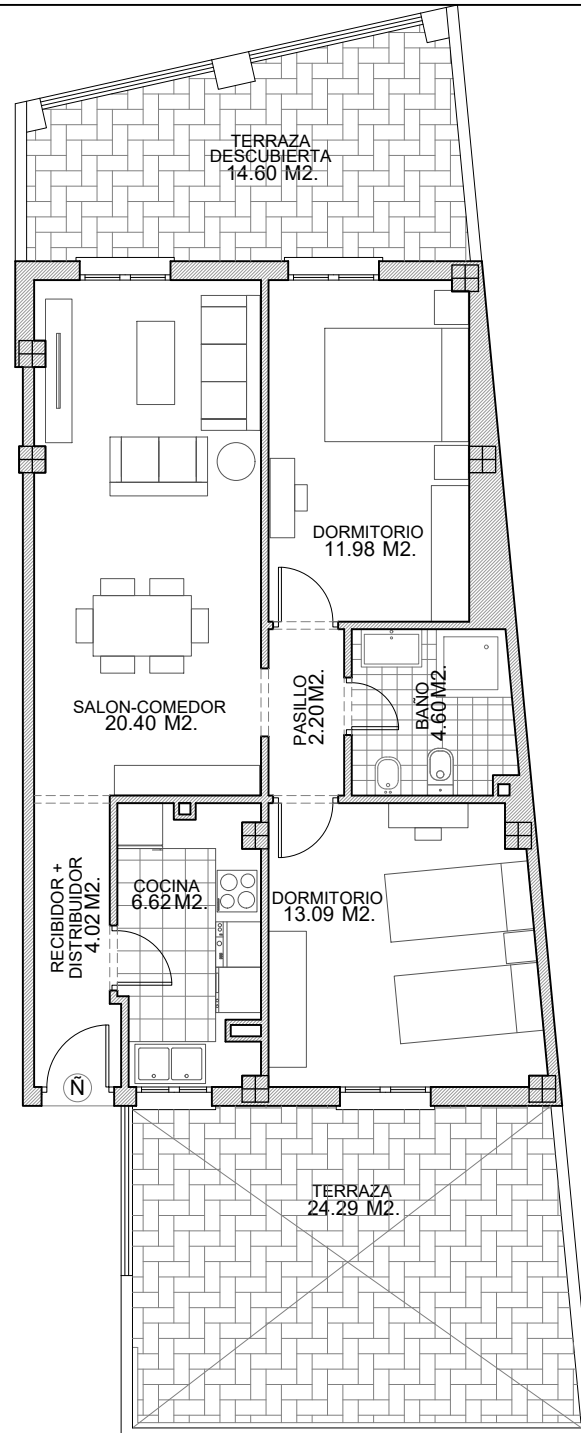 TERRAZA
DESCUBIERTA
14.60 M2.
DORMITORIO
11.98 M2.
SALON-COMEDOR
20.40 M2.
PASILLO
2.20 M2.
BAÑO
4.60 M2.
RECIBIDOR +
DISTRIBUIDOR
4.02 M2.
COCINA
6.62 M2.
DORMITORIO
13.09 M2.
Ñ
TERRAZA
24.29 M2.